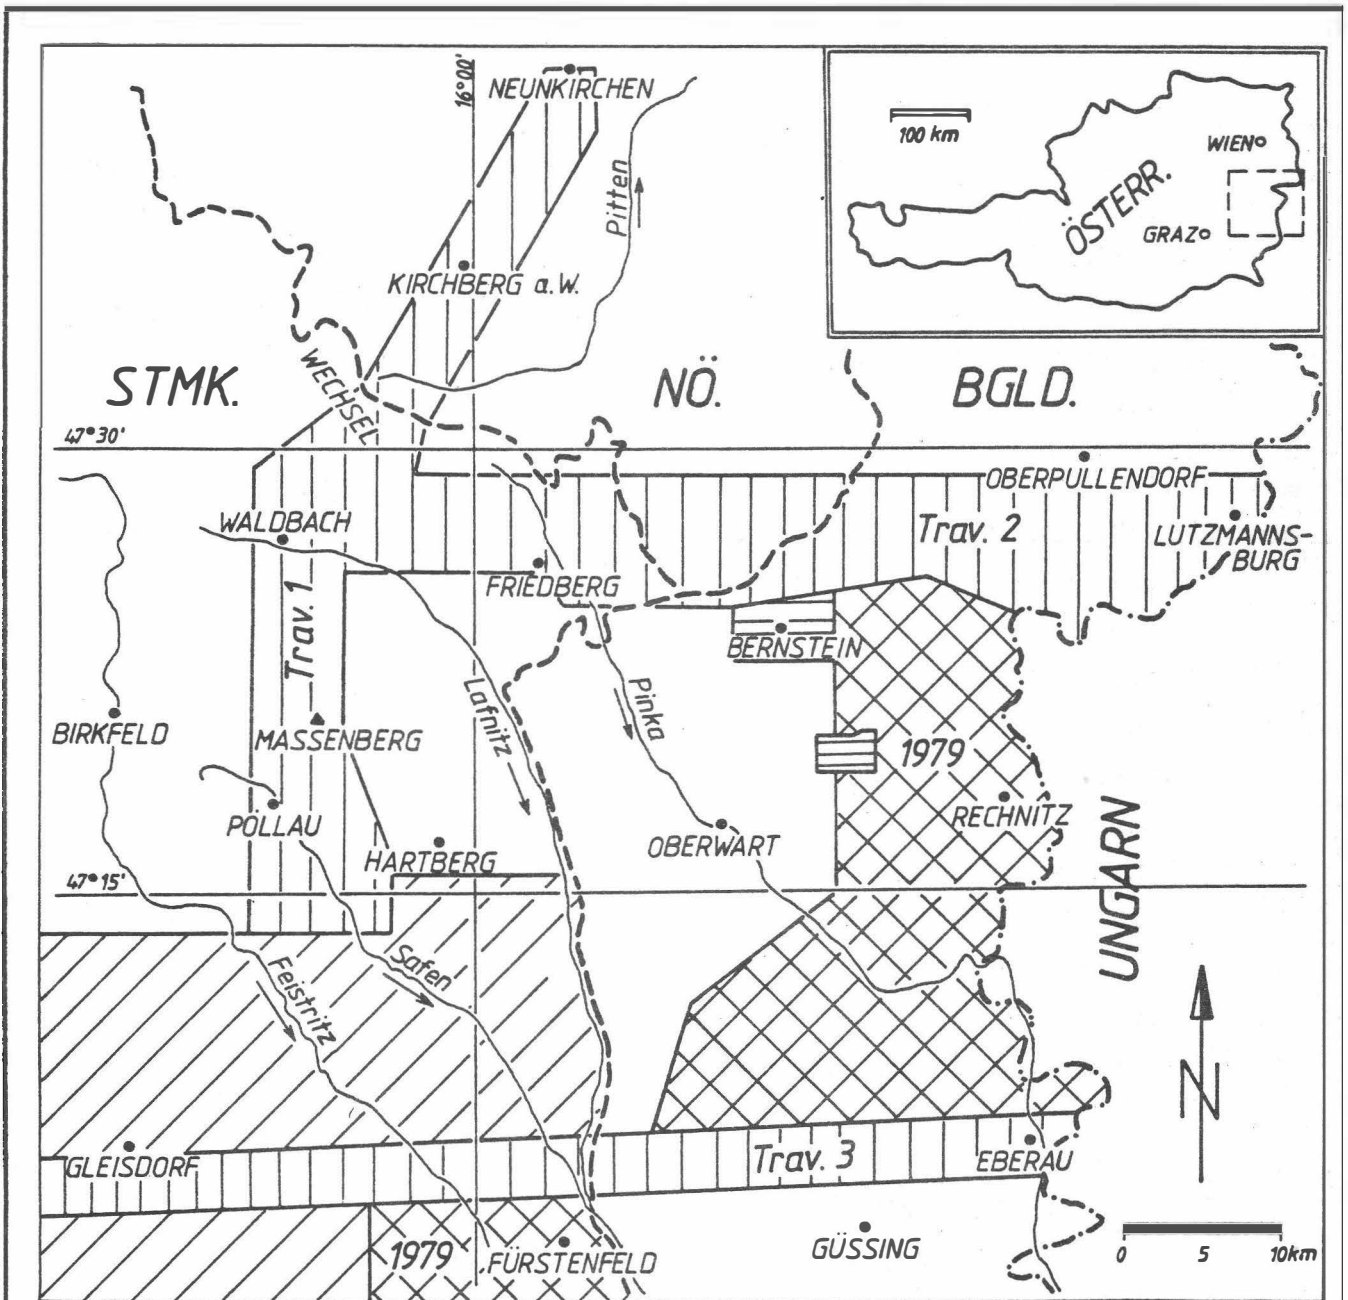 16°00'
NEUNKIRCHEN
100 km
WIEN
ÖSTERR.
GRAZ
Pitten
KIRCHBERG a.W.
WECHSEL
STMK.
NÖ.
BGLD.
47°30'
OBERPULLENDORF
WALDBACH
Trav. 2
LUTZMANNS-
BURG
FRIEDBERG
Trav. 1
BERNSTEIN
Lafnitz
Pinka
BIRKFELD
MASSENBERG
1979
RECHNITZ
PÖLLAU
OBERWART
HARTBERG
47°15'
UNGARN
Safen
Feistritz
N
GLEISDORF
Trav. 3
EBERAU
1979
FÜRSTENFELD
GÜSSING
0 5 10km